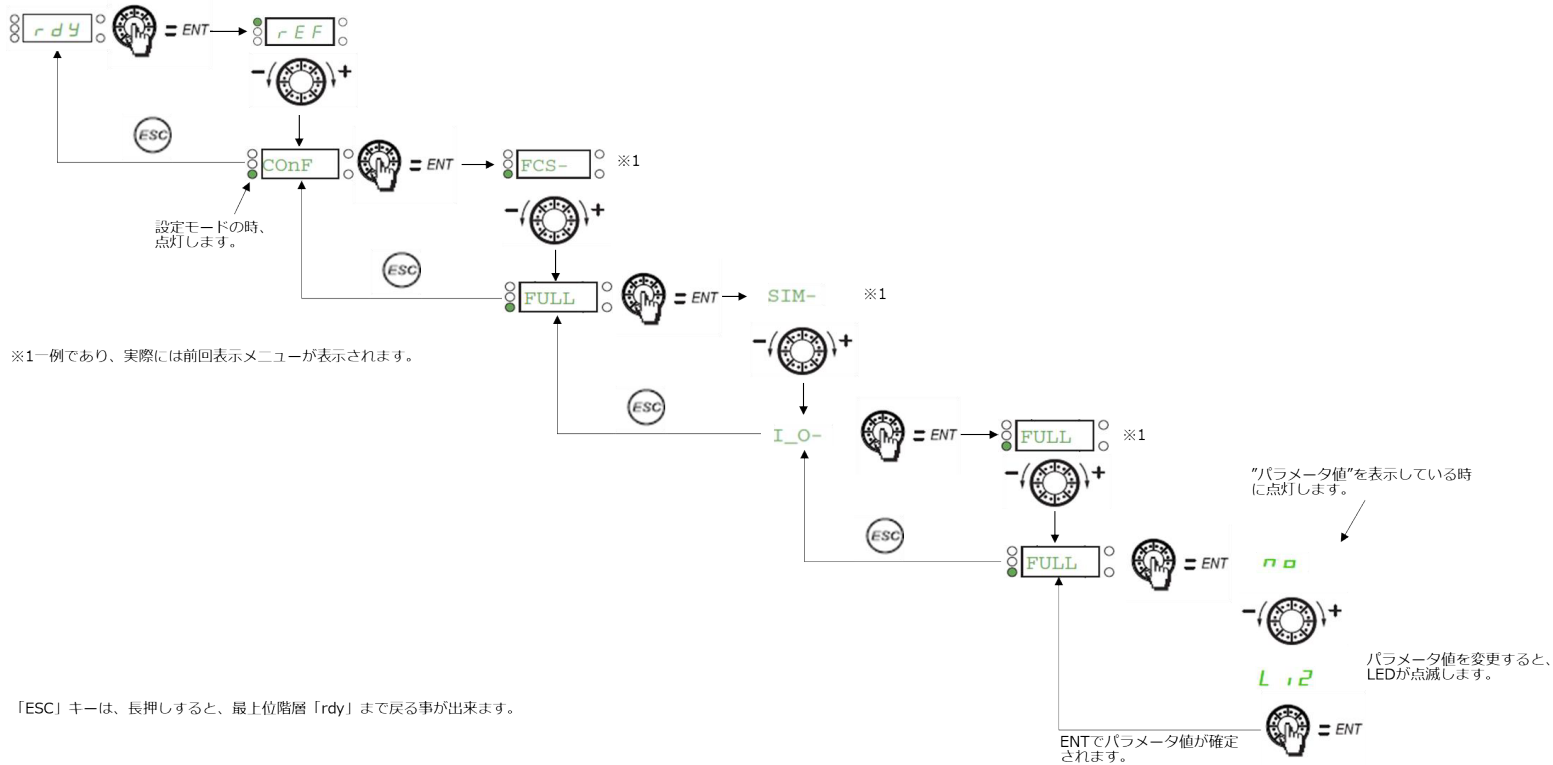 rdY
= ENT
rEF
- +
ESC
COnF
= ENT
FCS-
※1
設定モードの時、
点灯します。
- +
ESC
FULL
= ENT
SIM-
※1
※1一例であり、実際には前回表示メニューが表示されます。
- +
ESC
I_O-
= ENT
FULL
※1
- +
"パラメータ値"を表示している時
に点灯します。
ESC
FULL
= ENT
no
- +
パラメータ値を変更すると、
LEDが点滅します。
Li2
「ESC」キーは、長押しすると、最上位階層「rdy」まで戻る事が出来ます。
= ENT
ENTでパラメータ値が確定
されます。